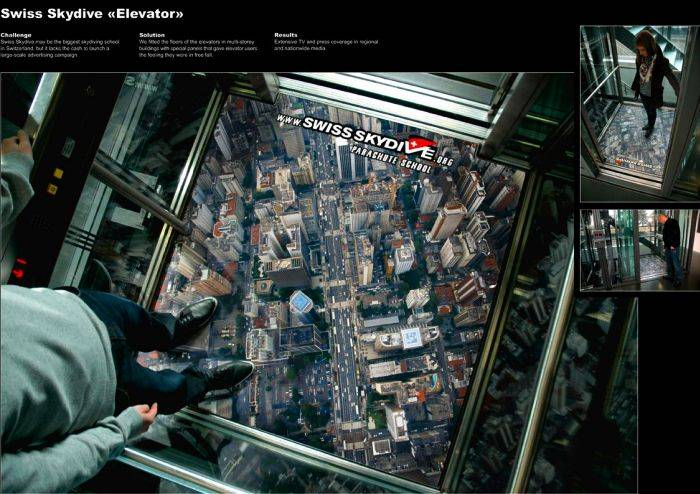 Swiss Skydive «Elevator»
Challenge
Swiss Skydive may be the biggest skydiving school
in Switzerland, but it lacks the cash to launch a
large-scale advertising campaign.
Solution
We fitted the floors of the elevators in multi-storey
buildings with special panels that gave elevator users
the feeling they were in free fall.
Results
Extensive TV and press coverage in regional
and nationwide media.
WWW.SWISSSKYDIVE.ORG
PARACHUTE SCHOOL